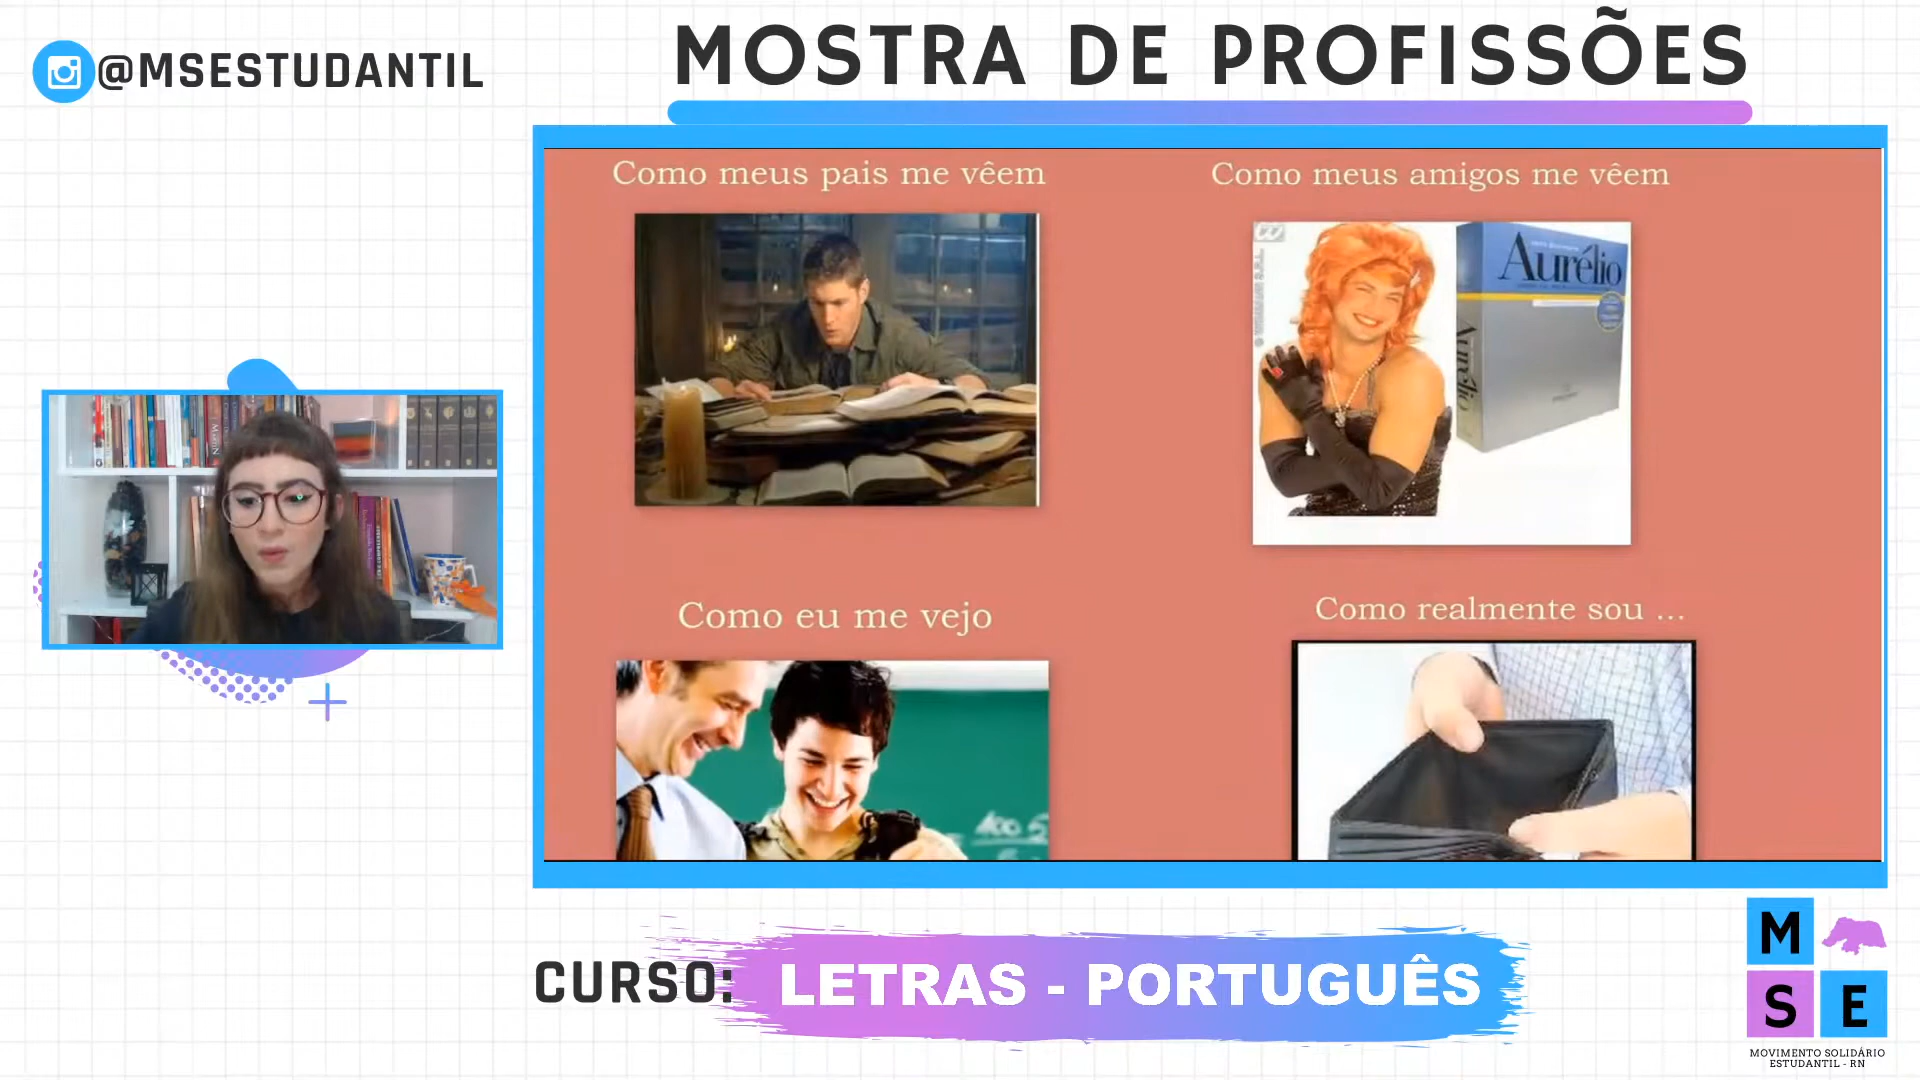 @MSESTUDANTIL
MOSTRA DE PROFISSÕES
Como meus pais me vêem
Como meus amigos me vêem
Aurélio
Aurélio
Como eu me vejo
Como realmente sou ...
CURSO:
LETRAS - PORTUGUÊS
M
S E
MOVIMENTO SOLIDÁRIO
ESTUDANTIL - RN